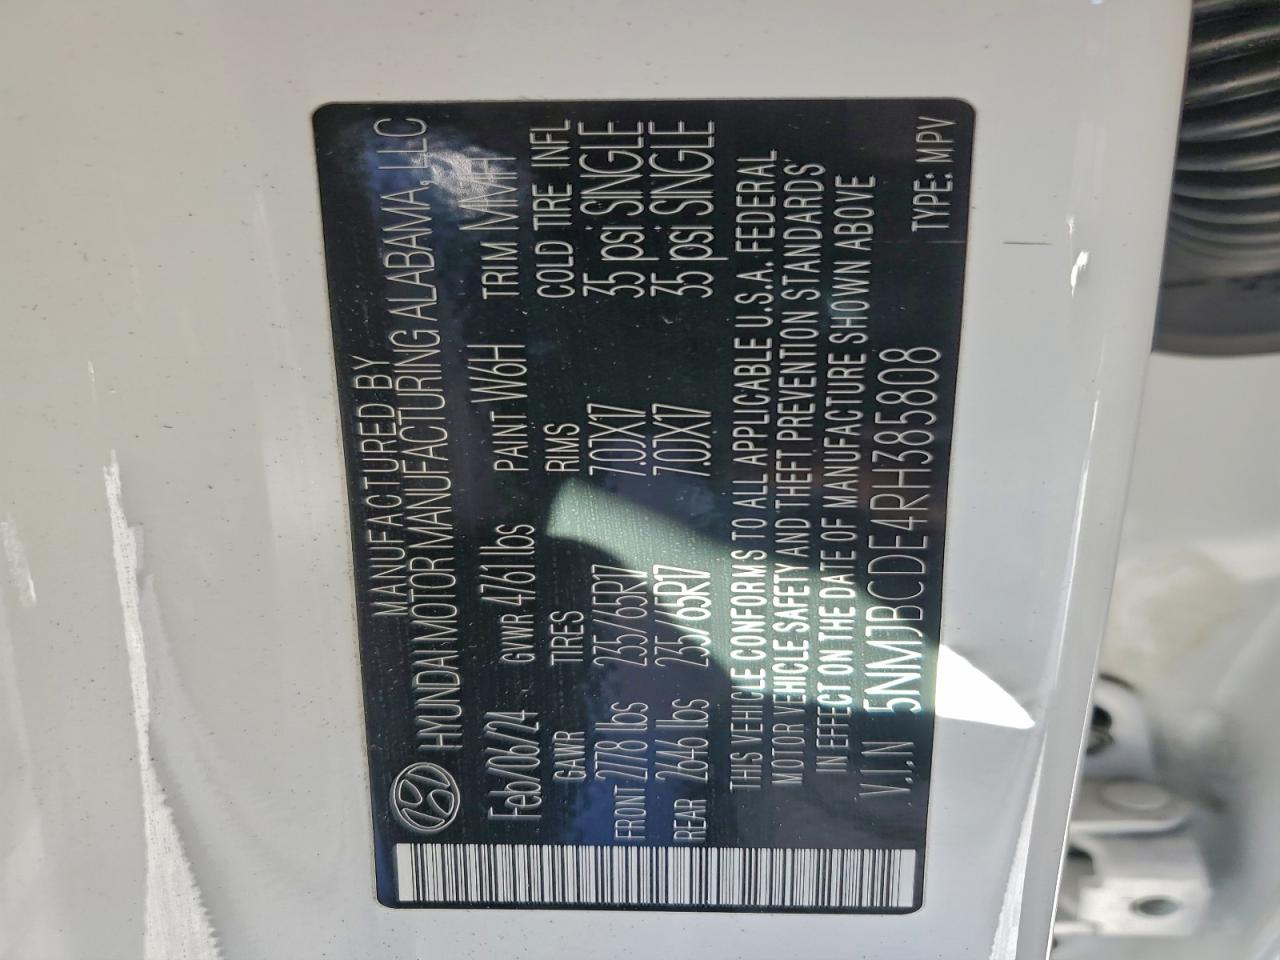 MANUFACTURED BY
HYUNDAI MOTOR MANUFACTURING ALABAMA, LLC
Feb/06/24 GVWR 4761lbs PAINT W6H TRIM MMH
GAWR TIRES RIMS COLD TIRE INFL
FRONT 2778 lbs 235/65R17 7.0JX17 35 psi SINGLE
REAR 2646 lbs 235/65R17 7.0JX17 35 psi SINGLE
THIS VEHICLE CONFORMS TO ALL APPLICABLE U.S.A. FEDERAL
MOTOR VEHICLE SAFETY AND THEFT PREVENTION STANDARDS
IN EFFECT ON THE DATE OF MANUFACTURE SHOWN ABOVE
V.I.N 5NMJBCDE4RH385808 TYPE: MPV